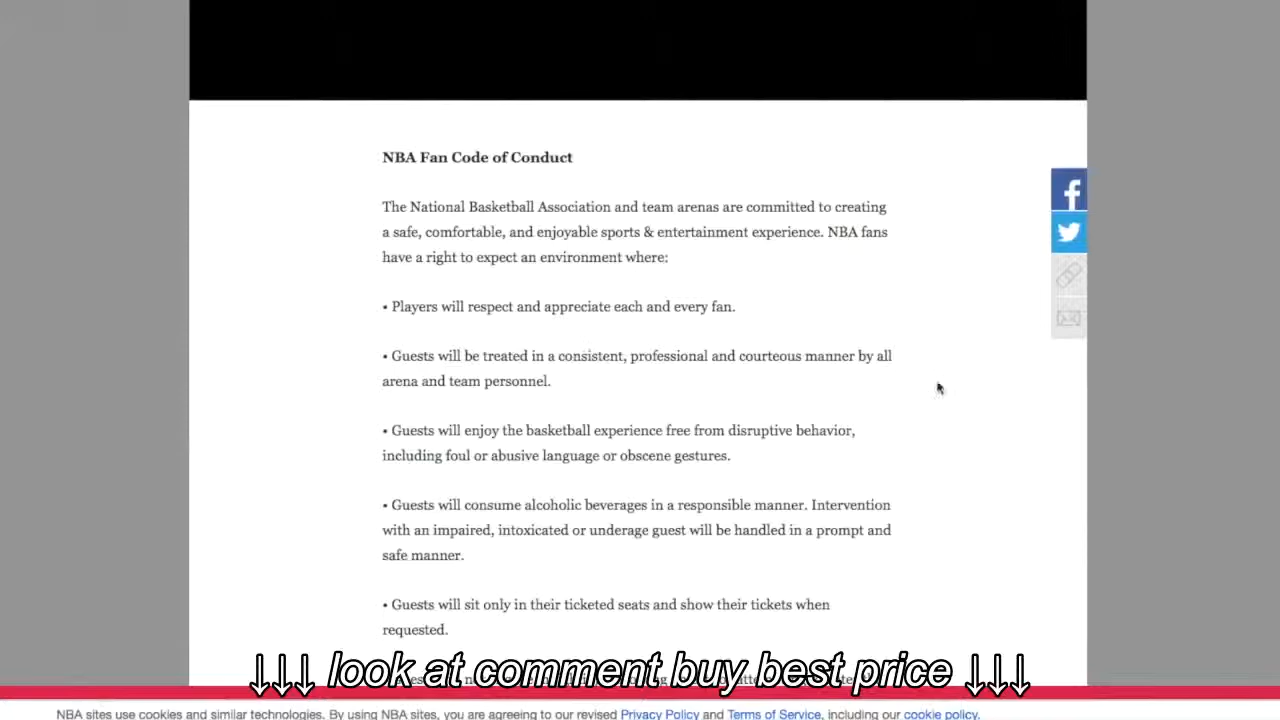 NBA Fan Code of Conduct
The National Basketball Association and team arenas are committed to creating
a safe, comfortable, and enjoyable sports & entertainment experience. NBA fans
have a right to expect an environment where:
• Players will respect and appreciate each and every fan.
• Guests will be treated in a consistent, professional and courteous manner by all
arena and team personnel.
• Guests will enjoy the basketball experience free from disruptive behavior,
including foul or abusive language or obscene gestures.
• Guests will consume alcoholic beverages in a responsible manner. Intervention
with an impaired, intoxicated or underage guest will be handled in a prompt and
safe manner.
• Guests will sit only in their ticketed seats and show their tickets when
requested.
↓↓↓ look at comment buy best price ↓↓↓
NBA sites use cookies and similar technologies. By using NBA sites, you are agreeing to our revised Privacy Policy and Terms of Service, including our cookie policy.